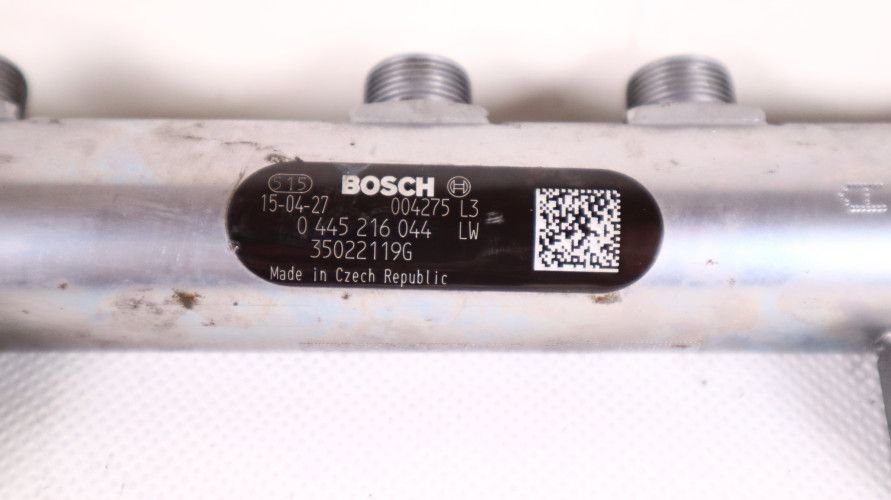 515 BOSCH
15-04-27 004275 L3
0 445 216 044 LW
35022119G
Made in Czech Republic